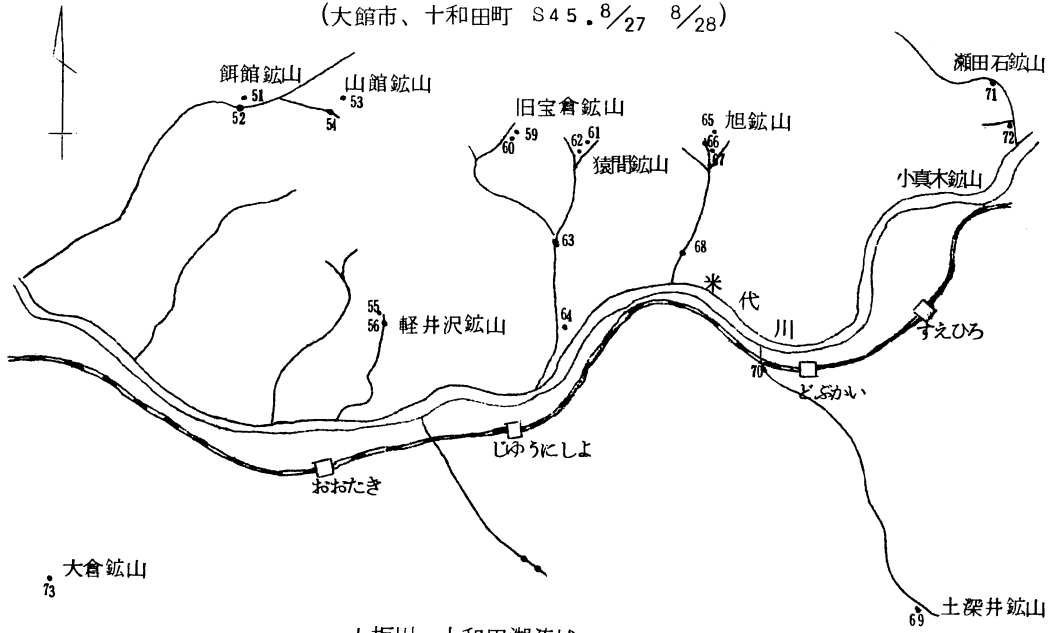 (大館市、十和田町 S45.8/27 8/28)
餌館鉱山
51
52
山館鉱山
53
54
旧宝倉鉱山
59
60
61
62
猿間鉱山
65
66
67
旭鉱山
瀬田石鉱山
71
72
小真木鉱山
63
68
米代川
55
56
軽井沢鉱山
64
すえひろ
70
どぶかい
じゆうにしよ
おおたき
大倉鉱山
73
69
土深井鉱山